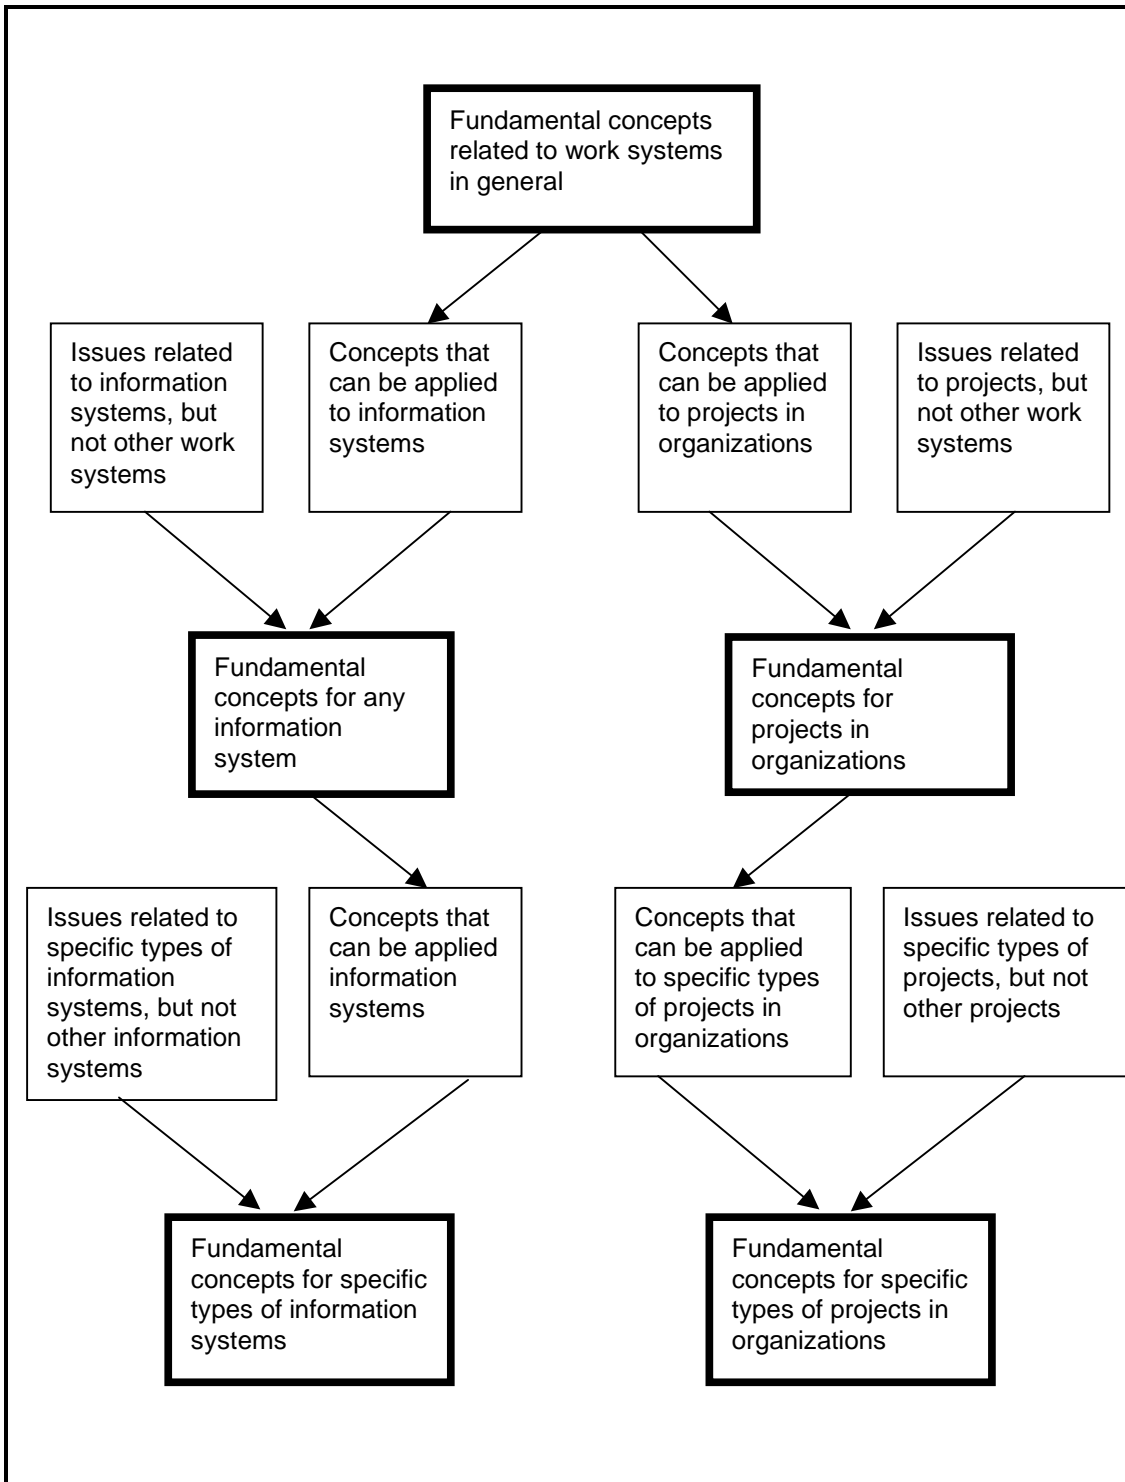 Fundamental concepts
related to work systems
in general
Issues related
to information
systems, but
not other work
systems
Concepts that
can be applied
to information
systems
Concepts that
can be applied
to projects in
organizations
Issues related
to projects, but
not other work
systems
Fundamental
concepts for any
information
system
Fundamental
concepts for
projects in
organizations
Issues related to
specific types of
information
systems, but not
other information
systems
Concepts that
can be applied
information
systems
Concepts that
can be applied
to specific types
of projects in
organizations
Issues related to
specific types of
projects, but not
other projects
Fundamental
concepts for specific
types of information
systems
Fundamental
concepts for specific
types of projects in
organizations